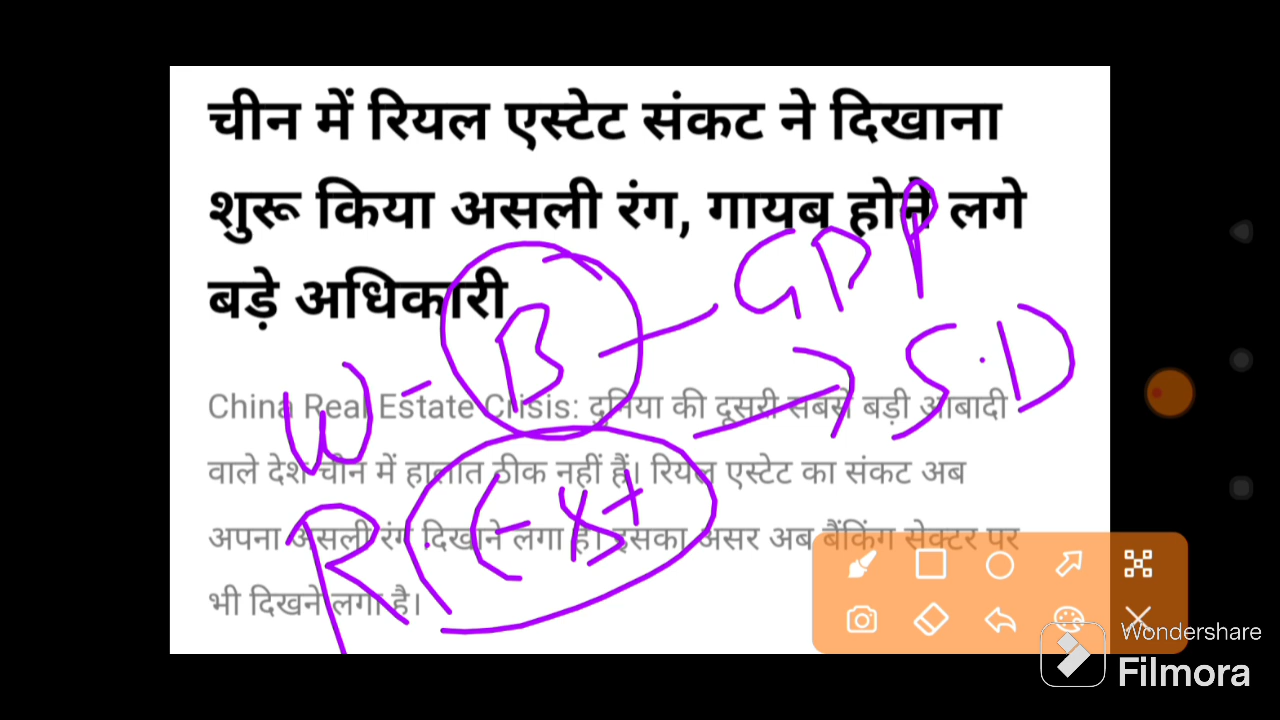 चीन में रियल एस्टेट संकट ने दिखाना
शुरू किया असली रंग, गायब होने लगे
बड़े अधिकारी
GDP
B
W -
S.D
R
China Real Estate Crisis: दुनिया की दूसरी सबसे बड़ी आबादी
वाले देश चीन में हालात ठीक नहीं हैं। रियल एस्टेट का संकट अब
अपना असली रंग दिखाने लगा है। इसका असर अब बैंकिंग सेक्टर पर
भी दिखने लगा है।
Wondershare
Filmora